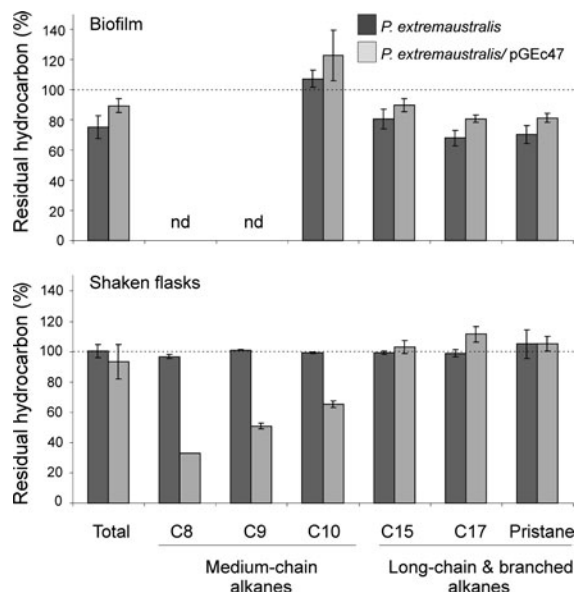 Biofilm
P. extremaustralis
P. extremaustralis/ pGEc47
Residual hydrocarbon (%)
140
120
100
80
60
40
20
0
nd
nd
Shaken flasks
Residual hydrocarbon (%)
120
100
80
60
40
20
0
Total C8 C9 C10 C15 C17 Pristane
Medium-chain Long-chain & branched
alkanes alkanes